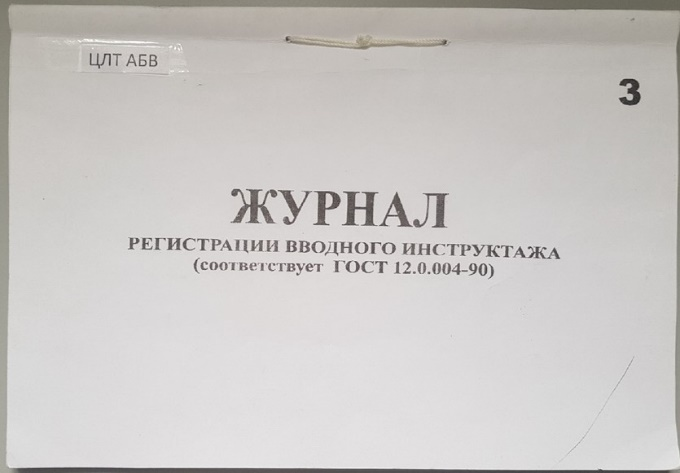 ЦЛТ АБВ
3
ЖУРНАЛ
РЕГИСТРАЦИИ ВВОДНОГО ИНСТРУКТАЖА
(соответствует ГОСТ 12.0.004-90)